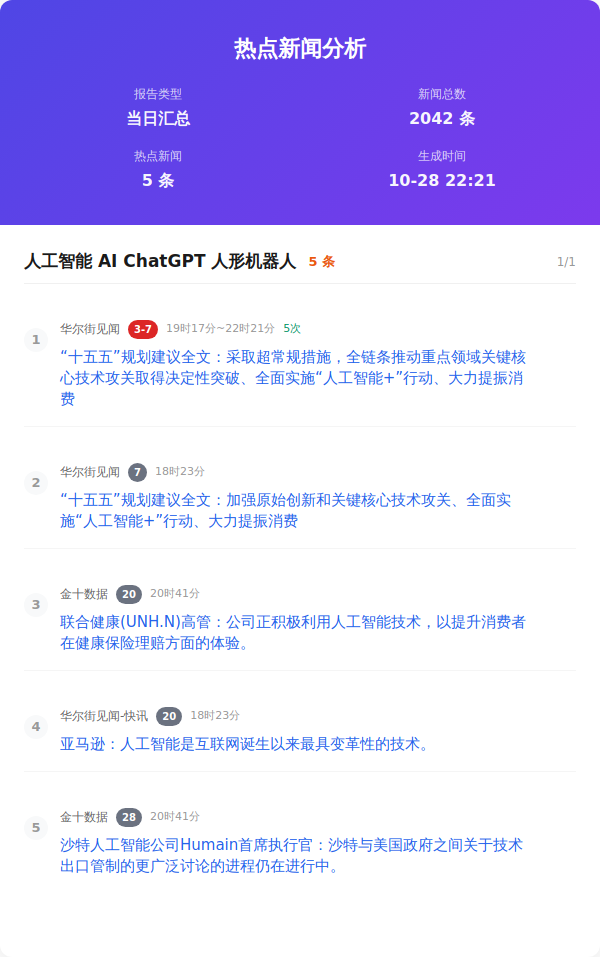 热点新闻分析
报告类型
新闻总数
当日汇总
2042 条
热点新闻
生成时间
5 条
10-28 22:21
人工智能 AI ChatGPT 人形机器人 5 条 1/1
1
华尔街见闻 3-7 19时17分~22时21分 5次
“十五五”规划建议全文：采取超常规措施，全链条推动重点领域关键核
心技术攻关取得决定性突破、全面实施“人工智能+”行动、大力提振消
费
2
华尔街见闻 7 18时23分
“十五五”规划建议全文：加强原始创新和关键核心技术攻关、全面实
施“人工智能+”行动、大力提振消费
3
金十数据 20 20时41分
联合健康(UNH.N)高管：公司正积极利用人工智能技术，以提升消费者
在健康保险理赔方面的体验。
4
华尔街见闻-快讯 20 18时23分
亚马逊：人工智能是互联网诞生以来最具变革性的技术。
5
金十数据 28 20时41分
沙特人工智能公司Humain首席执行官：沙特与美国政府之间关于技术
出口管制的更广泛讨论的进程仍在进行中。